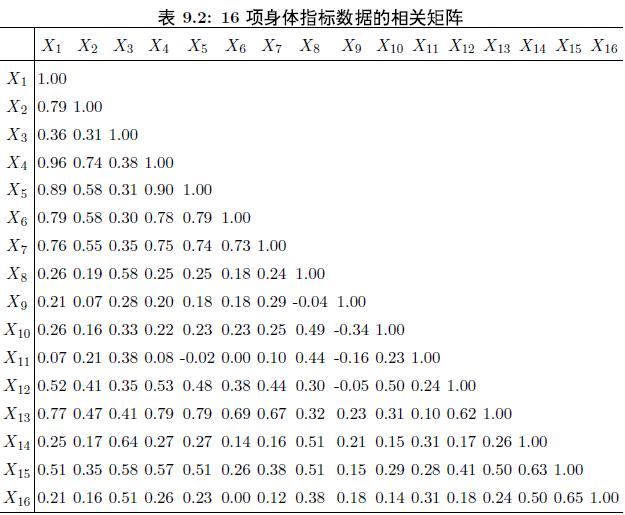 表 9.2: 16 项身体指标数据的相关矩阵
X1 X2 X3 X4 X5 X6 X7 X8 X9 X10 X11 X12 X13 X14 X15 X16
X1 1.00
X2 0.79 1.00
X3 0.36 0.31 1.00
X4 0.96 0.74 0.38 1.00
X5 0.89 0.58 0.31 0.90 1.00
X6 0.79 0.58 0.30 0.78 0.79 1.00
X7 0.76 0.55 0.35 0.75 0.74 0.73 1.00
X8 0.26 0.19 0.58 0.25 0.25 0.18 0.24 1.00
X9 0.21 0.07 0.28 0.20 0.18 0.18 0.29 -0.04 1.00
X10 0.26 0.16 0.33 0.22 0.23 0.23 0.25 0.49 -0.34 1.00
X11 0.07 0.21 0.38 0.08 -0.02 0.00 0.10 0.44 -0.16 0.23 1.00
X12 0.52 0.41 0.35 0.53 0.48 0.38 0.44 0.30 -0.05 0.50 0.24 1.00
X13 0.77 0.47 0.41 0.79 0.79 0.69 0.67 0.32 0.23 0.31 0.10 0.62 1.00
X14 0.25 0.17 0.64 0.27 0.27 0.14 0.16 0.51 0.21 0.15 0.31 0.17 0.26 1.00
X15 0.51 0.35 0.58 0.57 0.51 0.26 0.38 0.51 0.15 0.29 0.28 0.41 0.50 0.63 1.00
X16 0.21 0.16 0.51 0.26 0.23 0.00 0.12 0.38 0.18 0.14 0.31 0.18 0.24 0.50 0.65 1.00